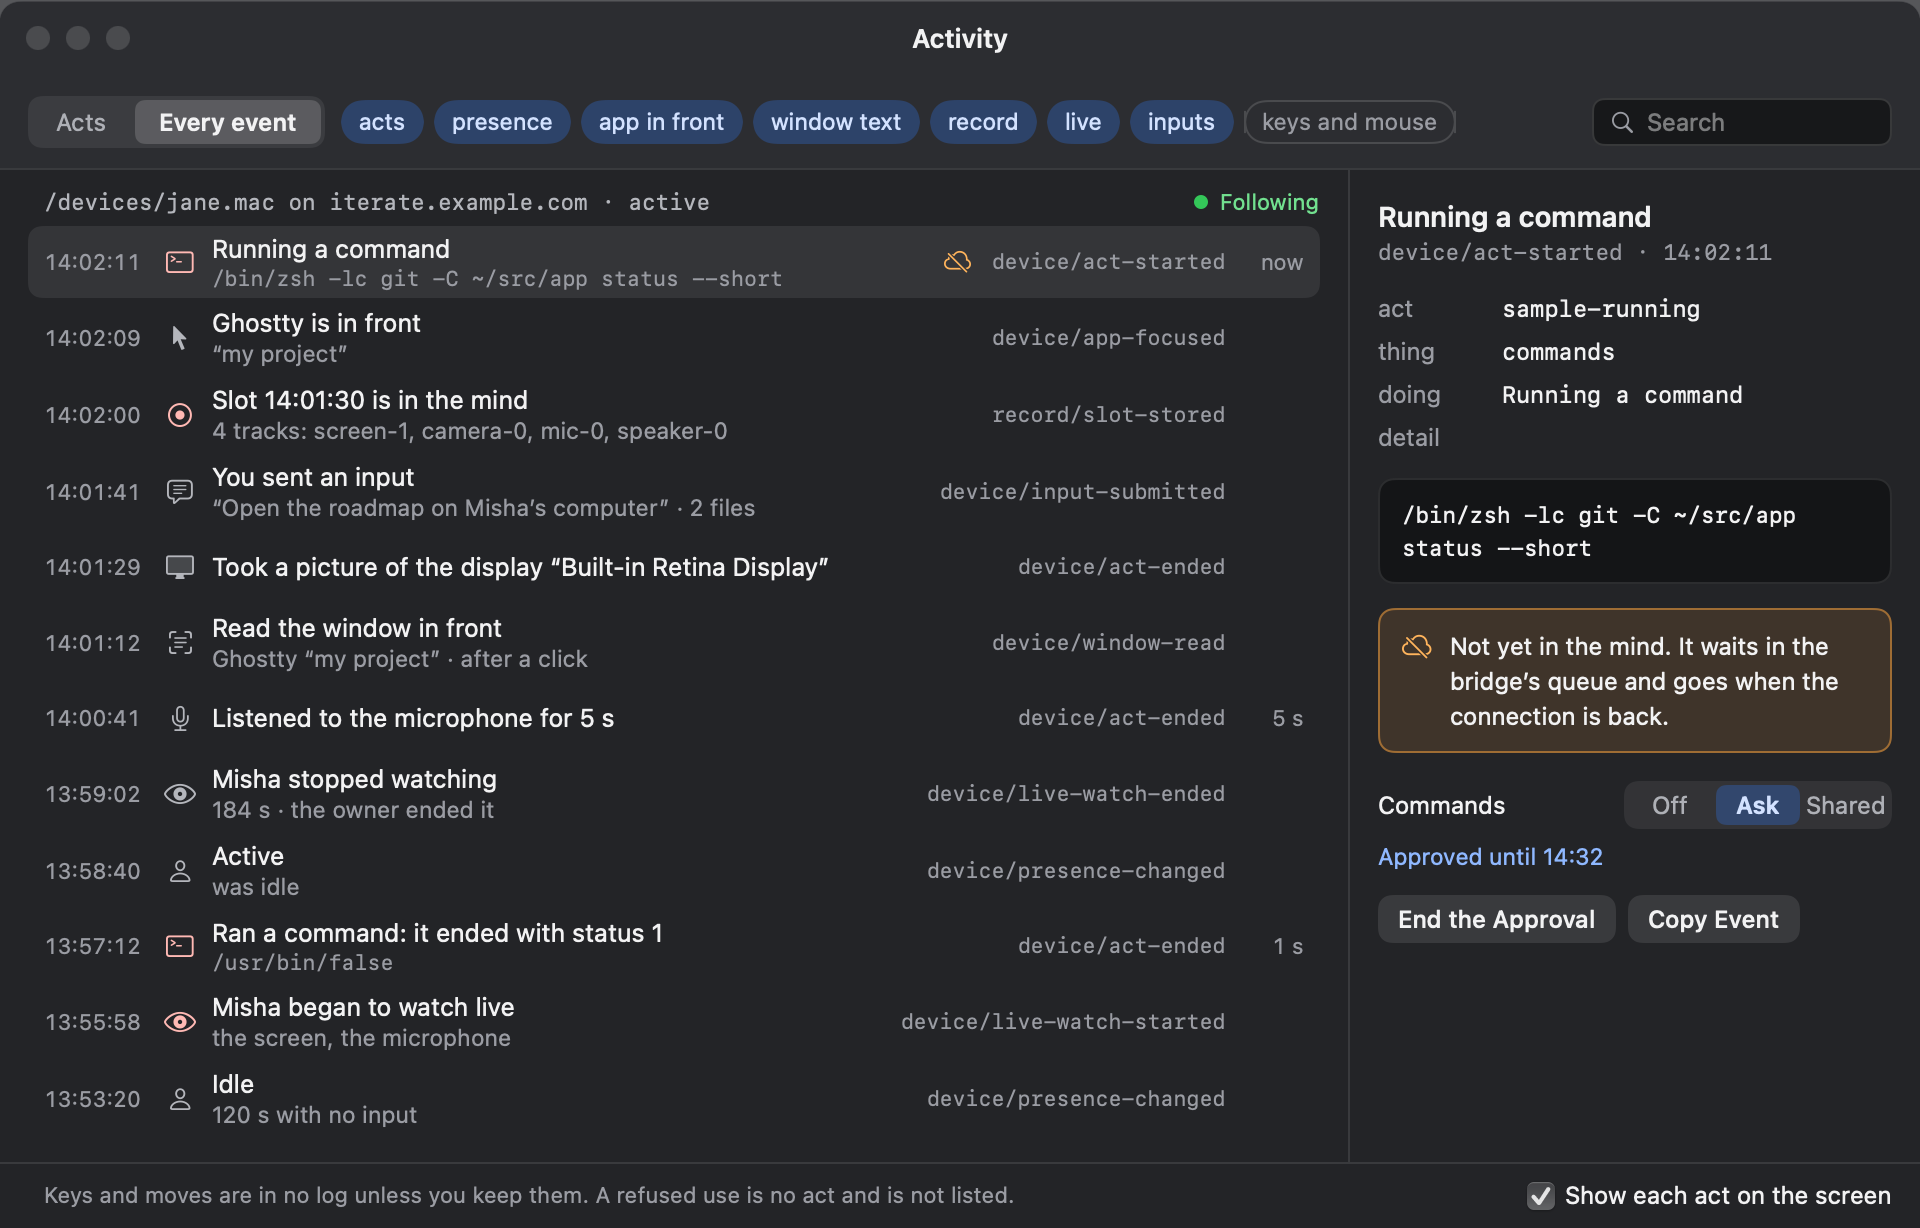 Activity
Acts
Every event
acts
presence
app in front
window text
record
live
inputs
keys and mouse
Search
/devices/jane.mac on iterate.example.com · active
Following
14:02:11
Running a command
/bin/zsh -lc git -C ~/src/app status --short
device/act-started
now
14:02:09
Ghostty is in front
“my project”
device/app-focused
14:02:00
Slot 14:01:30 is in the mind
4 tracks: screen-1, camera-0, mic-0, speaker-0
record/slot-stored
14:01:41
You sent an input
“Open the roadmap on Misha’s computer” · 2 files
device/input-submitted
14:01:29
Took a picture of the display “Built-in Retina Display”
device/act-ended
14:01:12
Read the window in front
Ghostty “my project” · after a click
device/window-read
14:00:41
Listened to the microphone for 5 s
device/act-ended
5 s
13:59:02
Misha stopped watching
184 s · the owner ended it
device/live-watch-ended
13:58:40
Active
was idle
device/presence-changed
13:57:12
Ran a command: it ended with status 1
/usr/bin/false
device/act-ended
1 s
13:55:58
Misha began to watch live
the screen, the microphone
device/live-watch-started
13:53:20
Idle
120 s with no input
device/presence-changed
Running a command
device/act-started · 14:02:11
act sample-running
thing commands
doing Running a command
detail
/bin/zsh -lc git -C ~/src/app
status --short
Not yet in the mind. It waits in the
bridge’s queue and goes when the
connection is back.
Commands
Off
Ask
Shared
Approved until 14:32
End the Approval
Copy Event
Keys and moves are in no log unless you keep them. A refused use is no act and is not listed.
Show each act on the screen